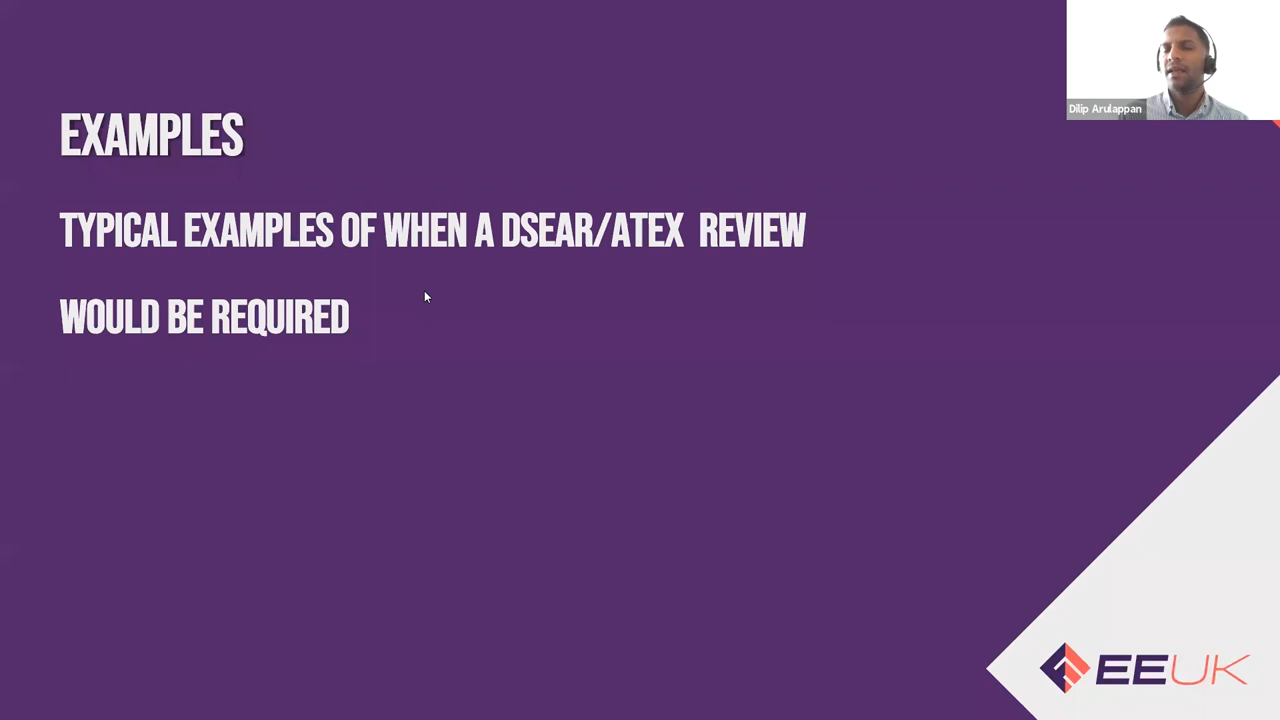 Dilip Arulappan
EXAMPLES
TYPICAL EXAMPLES OF WHEN A DSEAR/ATEX REVIEW
WOULD BE REQUIRED
EEUK